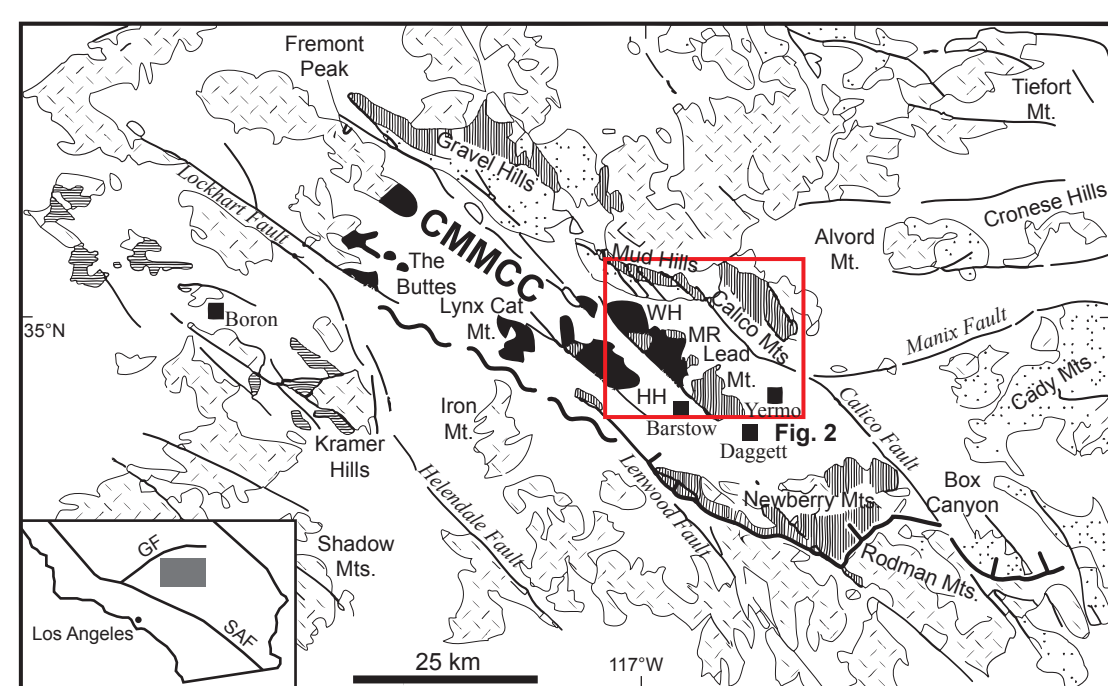 Fremont
Peak
Tiefort
Mt.
Gravel Hills
Lockhart Fault
CMMCC
Cronese Hills
Alvord
Mt.
Mud Hills
The
Buttes
Lynx Cat
Mt.
WH
Calico Mts.
35°N
Boron
MR
Lead
Mt.
Manix Fault
Cady Mts.
HH
Yermo
Barstow
Fig. 2
Daggett
Calico Fault
Iron
Mt.
Kramer
Hills
Helendale Fault
Lenwood Fault
Newberry Mts.
Box
Canyon
Rodman Mts.
Shadow
Mts.
GF
Los Angeles
SAF
25 km
117°W